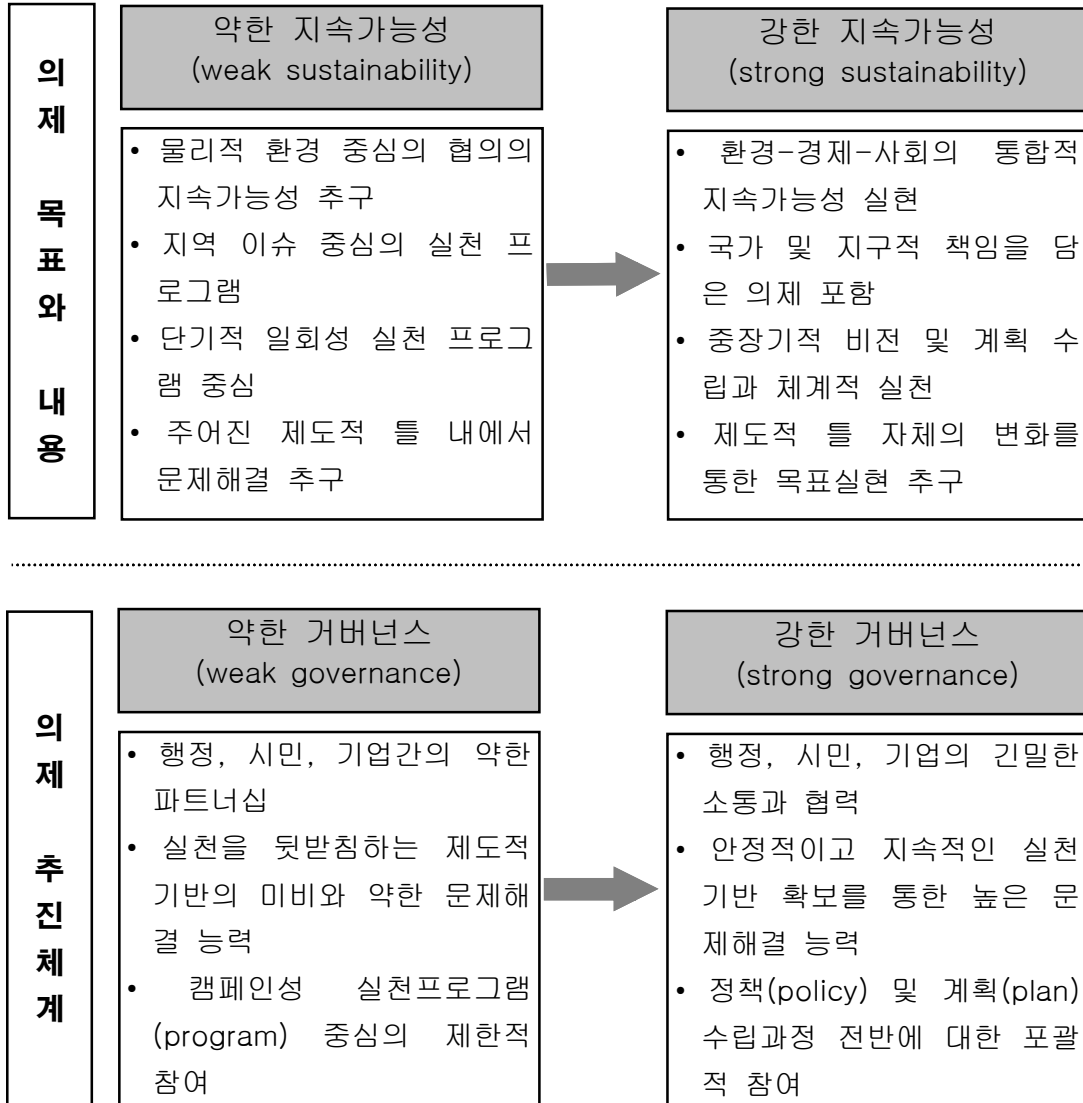 의
제
목
표
와
내
용
약한 지속가능성
(weak sustainability)
• 물리적 환경 중심의 협의의
지속가능성 추구
• 지역 이슈 중심의 실천 프
로그램
• 단기적 일회성 실천 프로그
램 중심
• 주어진 제도적 틀 내에서
문제해결 추구
강한 지속가능성
(strong sustainability)
• 환경-경제-사회의 통합적
지속가능성 실현
• 국가 및 지구적 책임을 담
은 의제 포함
• 중장기적 비전 및 계획 수
립과 체계적 실천
• 제도적 틀 자체의 변화를
통한 목표실현 추구
의
제
추
진
체
계
약한 거버넌스
(weak governance)
• 행정, 시민, 기업간의 약한
파트너십
• 실천을 뒷받침하는 제도적
기반의 미비와 약한 문제해
결 능력
• 캠페인성 실천프로그램
(program) 중심의 제한적
참여
강한 거버넌스
(strong governance)
• 행정, 시민, 기업의 긴밀한
소통과 협력
• 안정적이고 지속적인 실천
기반 확보를 통한 높은 문
제해결 능력
• 정책(policy) 및 계획(plan)
수립과정 전반에 대한 포괄
적 참여